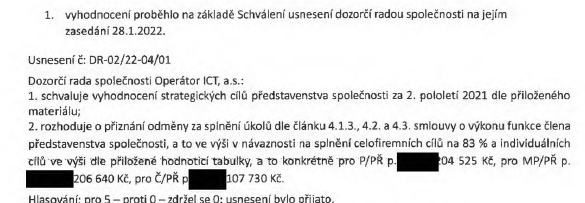 1. vyhodnocení proběhlo na základě Schválení usnesení dozorčí radou společnosti na jejím
zasedání 28.1.2022.
Usnesení č: DR-02/22-04/01
Dozorčí rada společnosti Operátor ICT, a.s.:
1. schvaluje vyhodnocení strategických cílů představenstva společnosti za 2. pololetí 2021 dle přiloženého
materiálu;
2. rozhoduje o přiznání odměny za splnění úkolů dle článku 4.1.3., 4.2. a 4.3. smlouvy o výkonu funkce člena
představenstva společnosti, a to ve výši v návaznosti na splnění celofiremních cílů na 83 % a individuálních
cílů ve výši dle přiložené hodnotící tabulky, a to konkrétně pro P/PŘ p. 04 525 Kč, pro MP/PŘ p.
206 640 Kč, pro Č/PŘ p. 107 730 Kč.
Hlasování: pro 5 – proti 0 – zdržel se 0; usnesení bylo přijato.